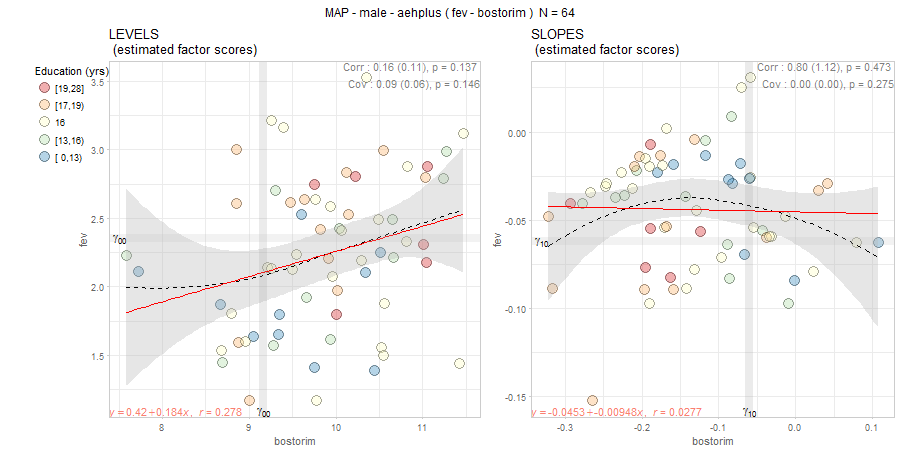 MAP - male - aehplus ( fev - bostorim ) N = 64
LEVELS
(estimated factor scores)
Education (yrs)
[19,28]
[17,19)
16
[13,16)
[ 0,13)
Corr : 0.16 (0.11), p = 0.137
Cov : 0.09 (0.06), p = 0.146
3.5
3.0
2.5
2.0
1.5
fev
γ00
y = 0.42+0.184x, r = 0.278
γ00
8
9
10
11
bostorim
SLOPES
(estimated factor scores)
Corr : 0.80 (1.12), p = 0.473
Cov : 0.00 (0.00), p = 0.275
0.00
-0.05
-0.10
-0.15
fev
γ10
y = -0.0453+-0.00948x, r = 0.0277
γ10
-0.3
-0.2
-0.1
0.0
0.1
bostorim